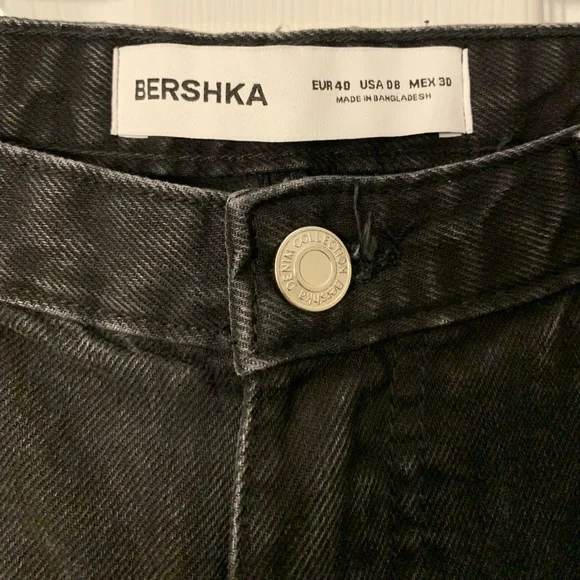 BERSHKA
EUR 40 USA 08 MEX 30
MADE IN BANGLADESH
Bershka DENIM COLLECTION